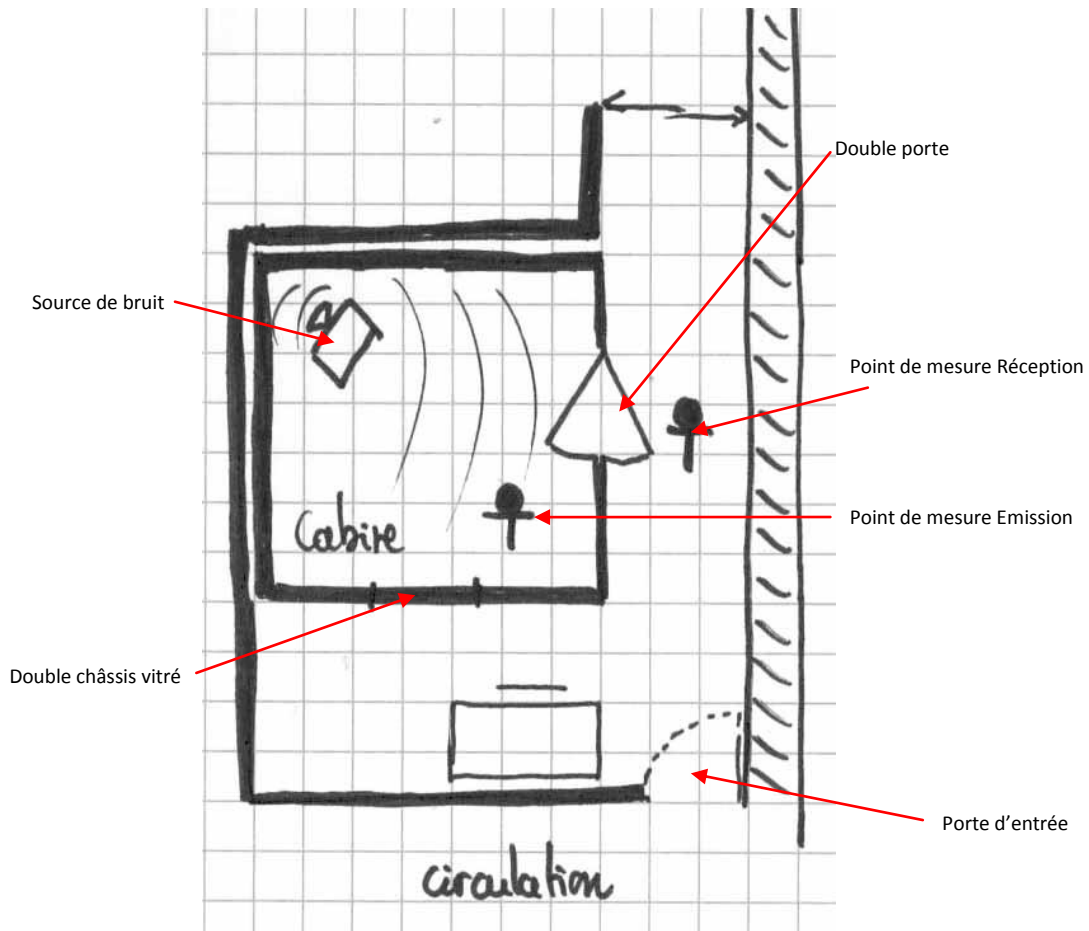 Double porte
Source de bruit
Point de mesure Réception
Point de mesure Emission
Cabine
Double châssis vitré
Porte d'entrée
circulation